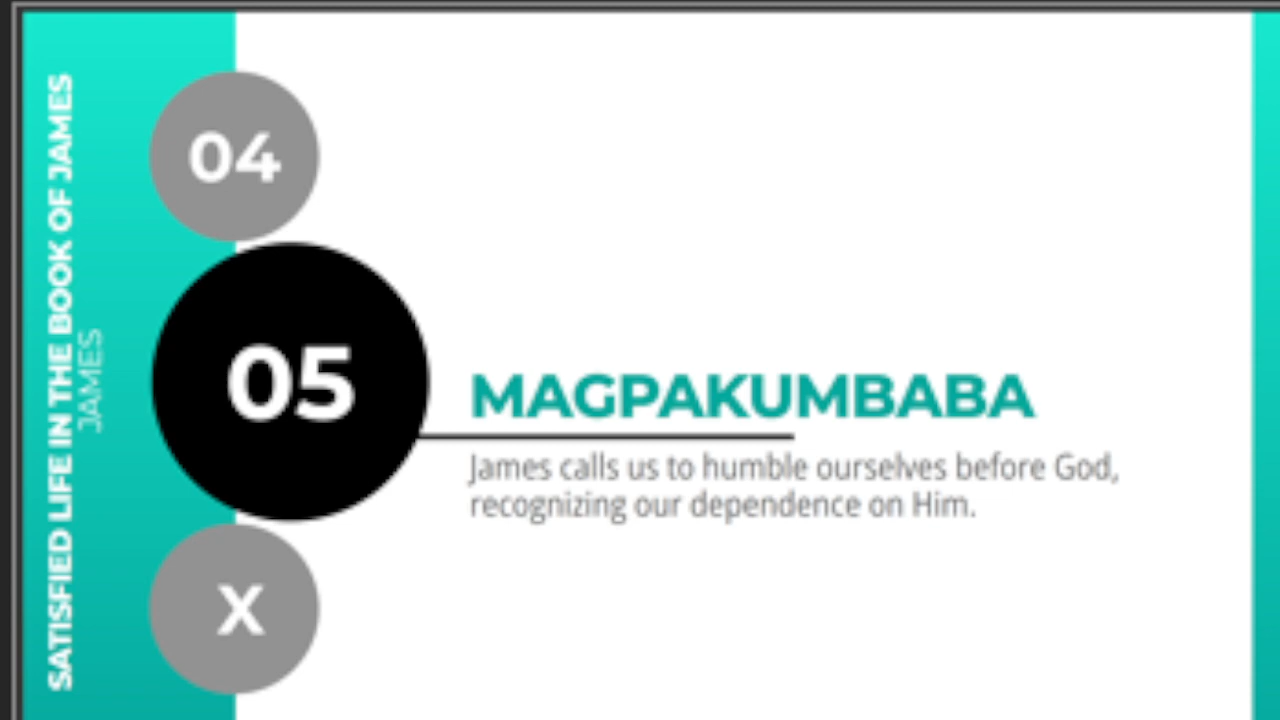 SATISFIED LIFE IN THE BOOK OF JAMES
JAMES
04
05
MAGPAKUMBABA
James calls us to humble ourselves before God,
recognizing our dependence on Him.
X